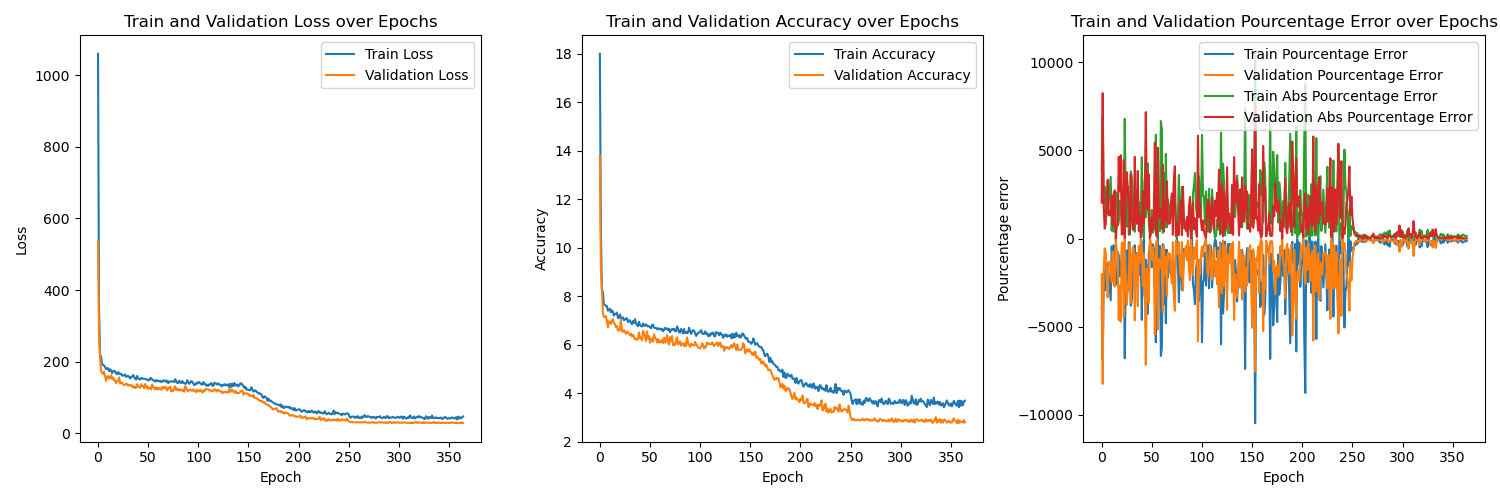 Train and Validation Loss over Epochs
Train Loss
Validation Loss
1000
800
600
400
200
0
Loss
0 50 100 150 200 250 300 350
Epoch
Train and Validation Accuracy over Epochs
Train Accuracy
Validation Accuracy
18
16
14
12
10
8
6
4
2
Accuracy
0 50 100 150 200 250 300 350
Epoch
Train and Validation Pourcentage Error over Epochs
Train Pourcentage Error
Validation Pourcentage Error
Train Abs Pourcentage Error
Validation Abs Pourcentage Error
10000
5000
0
−5000
−10000
Pourcentage error
0 50 100 150 200 250 300 350
Epoch